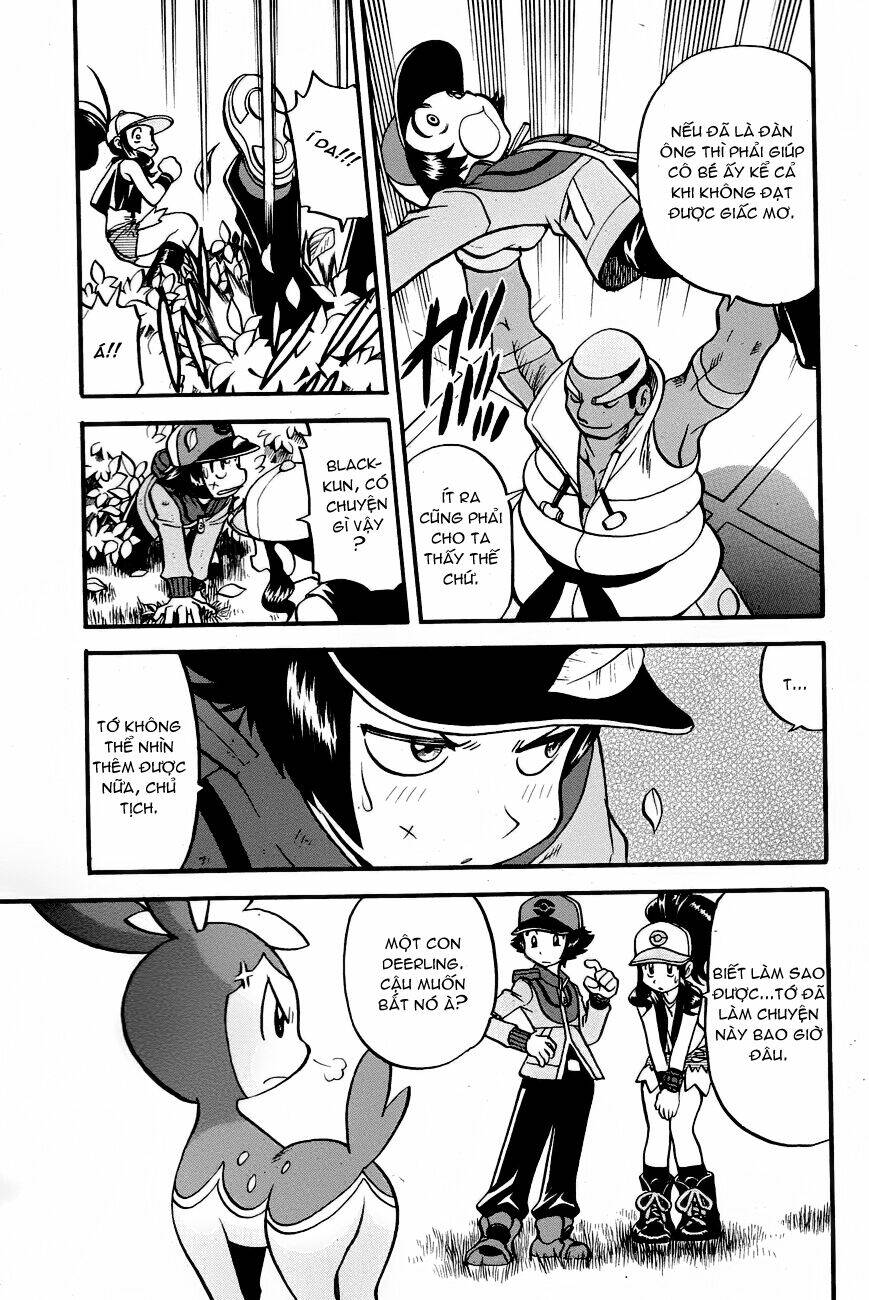 NẾU ĐÃ LÀ ĐÀN
ÔNG THÌ PHẢI GIÚP
CÔ BÉ ẤY KỂ CẢ
KHI KHÔNG ĐẠT
ĐƯỢC GIẤC MƠ.
ÍT RA
CŨNG PHẢI
CHO TA
THẤY THẾ
CHỨ.
Í DA!!!
Á!!
BLACK-
KUN, CÓ
CHUYỆN
GÌ VẬY
?
T...
TỚ KHÔNG
THỂ NHÌN
THÊM ĐƯỢC
NỮA, CHỦ
TỊCH.
BIẾT LÀM SAO
ĐƯỢC...TỚ ĐÃ
LÀM CHUYỆN
NÀY BAO GIỜ
ĐÂU.
MỘT CON
DEERLING.
CẬU MUỐN
BẮT NÓ À?